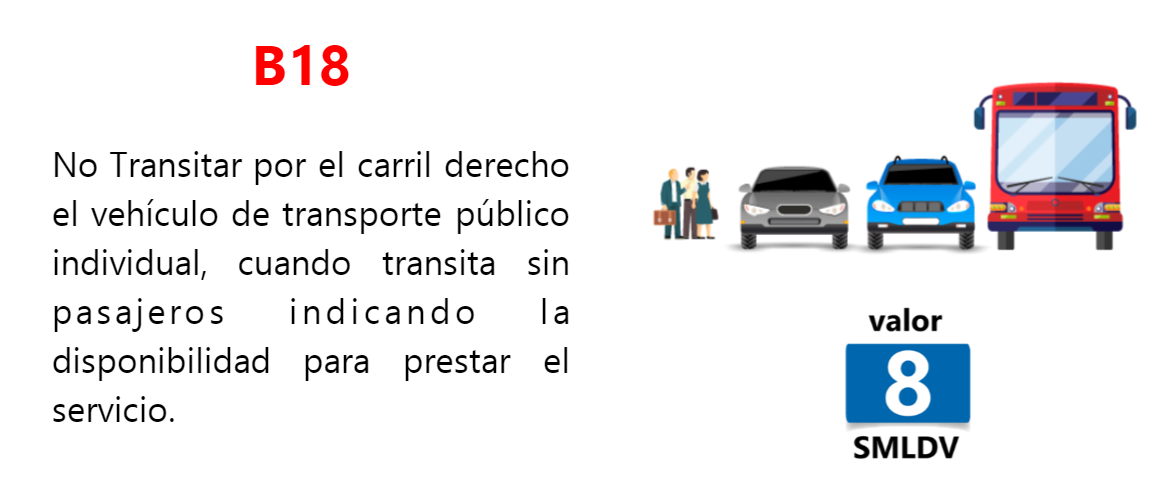 B18
No Transitar por el carril derecho
el vehículo de transporte público
individual, cuando transita sin
pasajeros indicando la
disponibilidad para prestar el
servicio.
valor
8
SMLDV